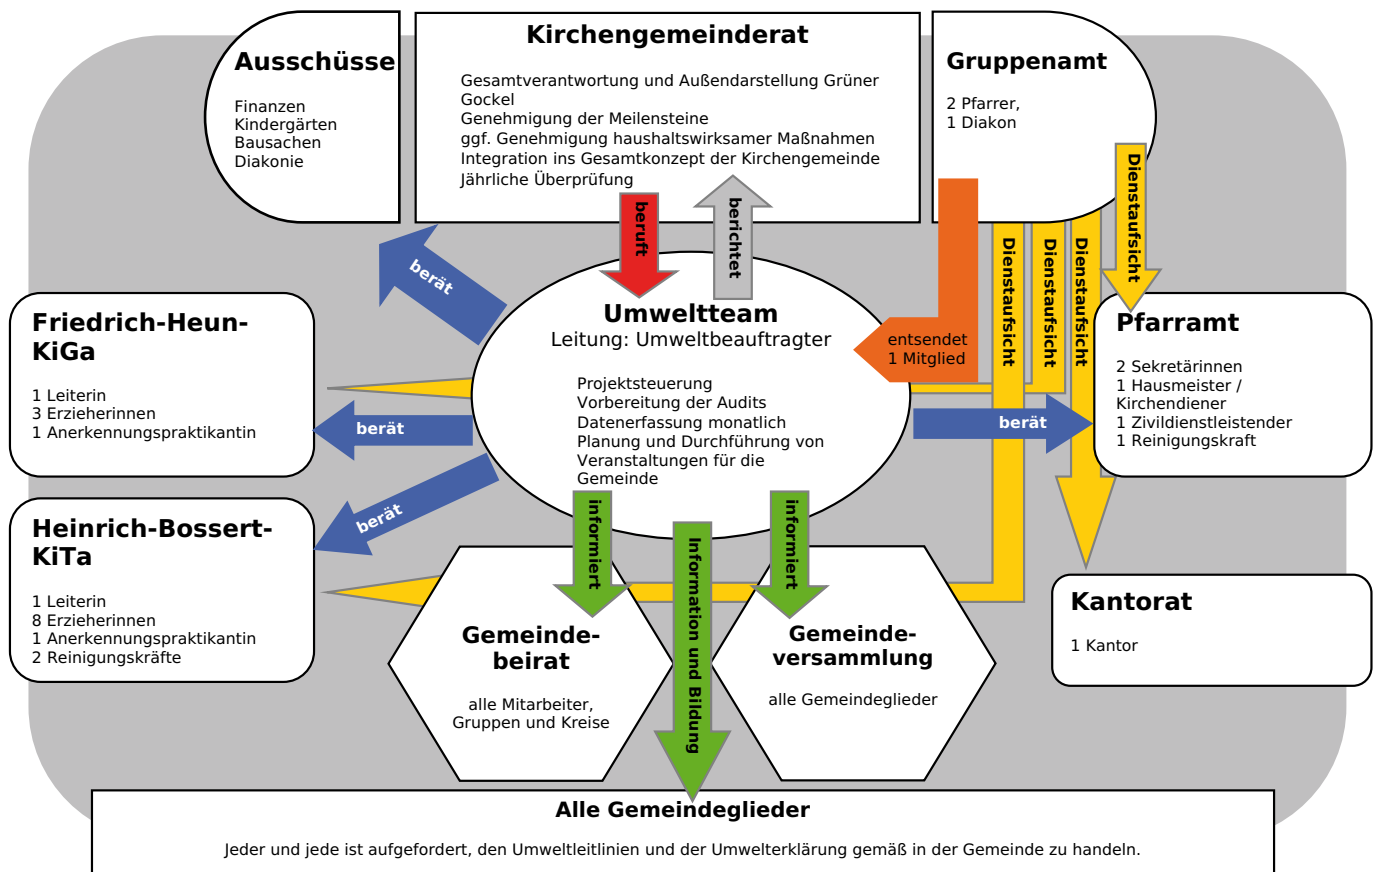 Ausschüsse
Finanzen
Kindergärten
Bausachen
Diakonie
Kirchengemeinderat
Gesamtverantwortung und Außendarstellung Grüner
Gockel
Genehmigung der Meilensteine
ggf. Genehmigung haushaltswirksamer Maßnahmen
Integration ins Gesamtkonzept der Kirchengemeinde
Jährliche Überprüfung
Gruppenamt
2 Pfarrer,
1 Diakon
Dienstaufsicht
Dienstaufsicht
Dienstaufsicht
Dienstaufsicht
beruft
berichtet
berät
Umweltteam
Leitung: Umweltbeauftragter
Projektsteuerung
Vorbereitung der Audits
Datenerfassung monatlich
Planung und Durchführung von
Veranstaltungen für die
Gemeinde
entsendet
1 Mitglied
Friedrich-Heun-
KiGa
1 Leiterin
3 Erzieherinnen
1 Anerkennungspraktikantin
berät
berät
Pfarramt
2 Sekretärinnen
1 Hausmeister /
Kirchendiener
1 Zivildienstleistender
1 Reinigungskraft
Heinrich-Bossert-
KiTa
1 Leiterin
8 Erzieherinnen
1 Anerkennungspraktikantin
2 Reinigungskräfte
berät
informiert
Information und Bildung
informiert
Gemeinde-
beirat
alle Mitarbeiter,
Gruppen und Kreise
Gemeinde-
versammlung
alle Gemeindeglieder
Kantorat
1 Kantor
Alle Gemeindeglieder
Jeder und jede ist aufgefordert, den Umweltleitlinien und der Umwelterklärung gemäß in der Gemeinde zu handeln.